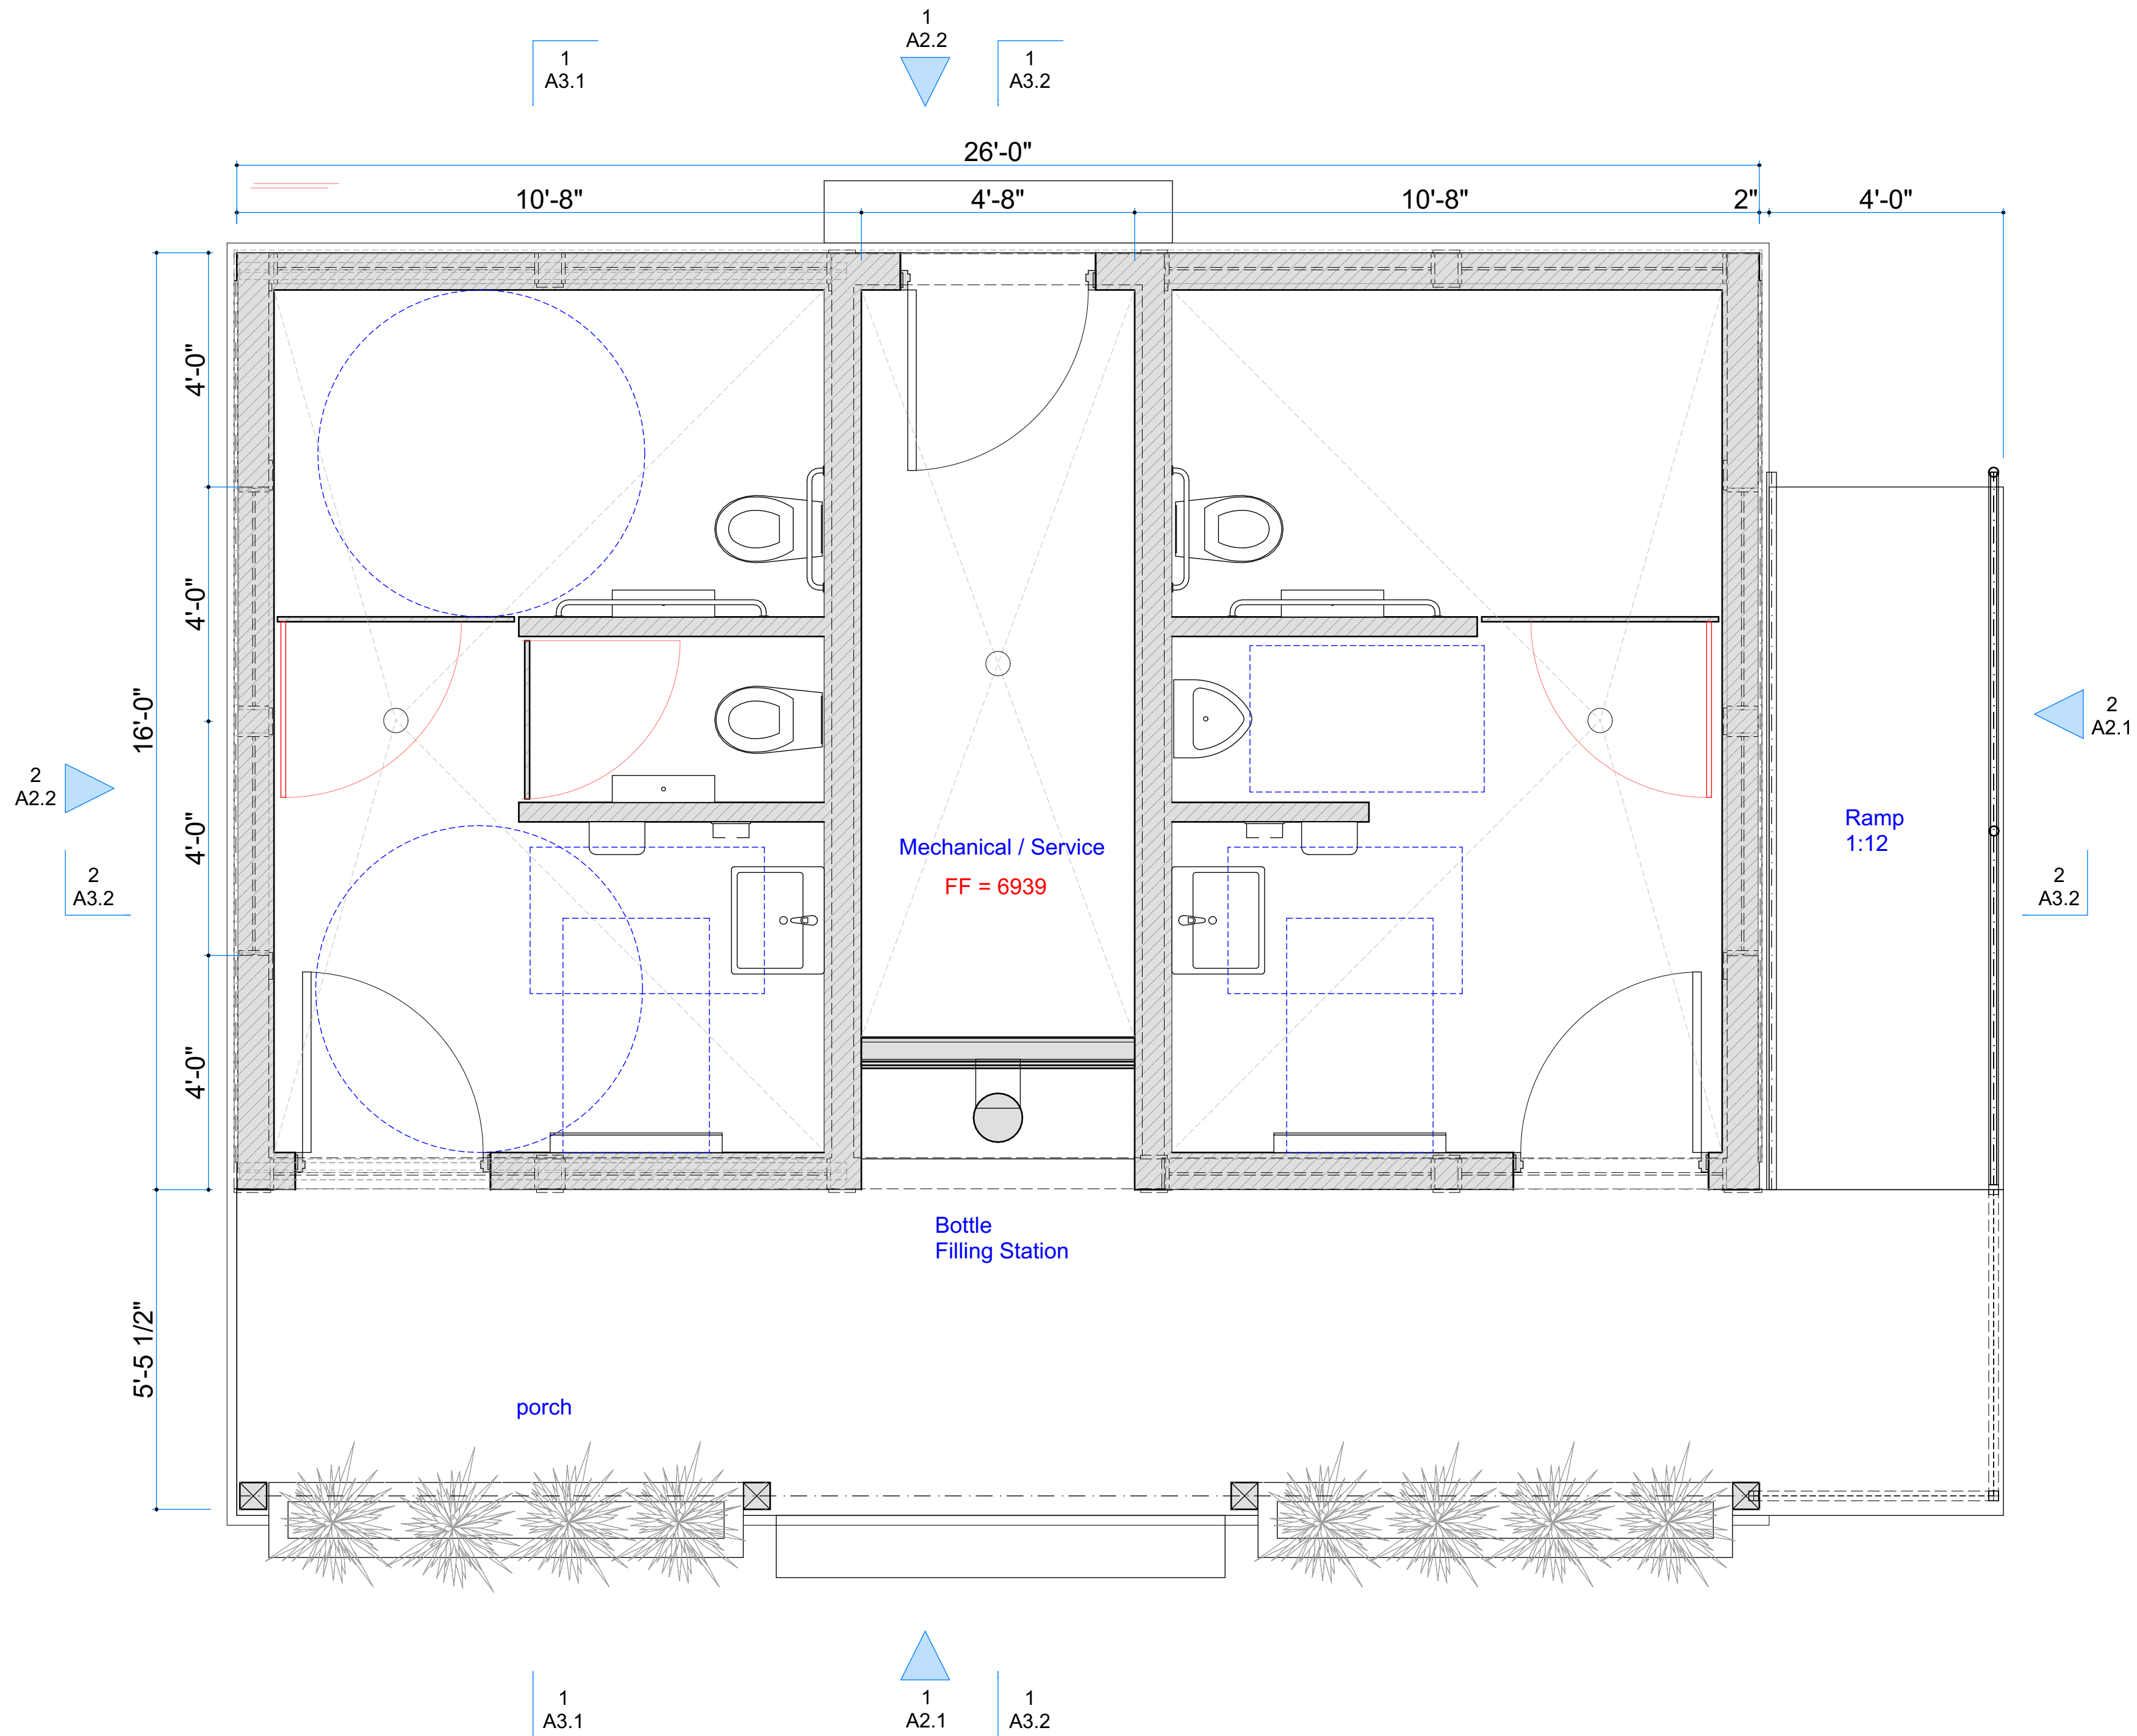 1
A2.2
1
A3.1
1
A3.2
26'-0"
10'-8"
4'-8"
10'-8"
2"
4'-0"
4'-0"
4'-0"
16'-0"
2
A2.1
2
A2.2
4'-0"
Ramp
1:12
Mechanical / Service
FF = 6939
2
A3.2
2
A3.2
4'-0"
Bottle
Filling Station
5'-5 1/2"
porch
1
A3.1
1
A2.1
1
A3.2